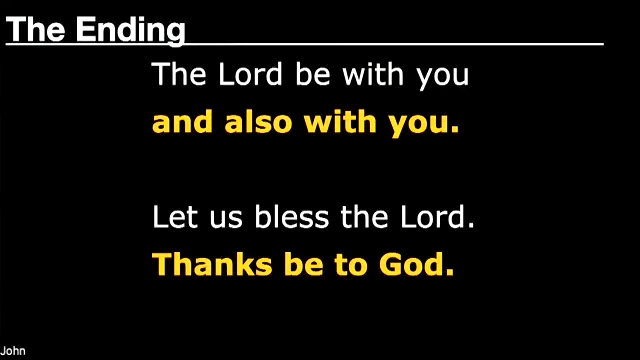 The Ending
The Lord be with you
and also with you.
Let us bless the Lord.
Thanks be to God.
John